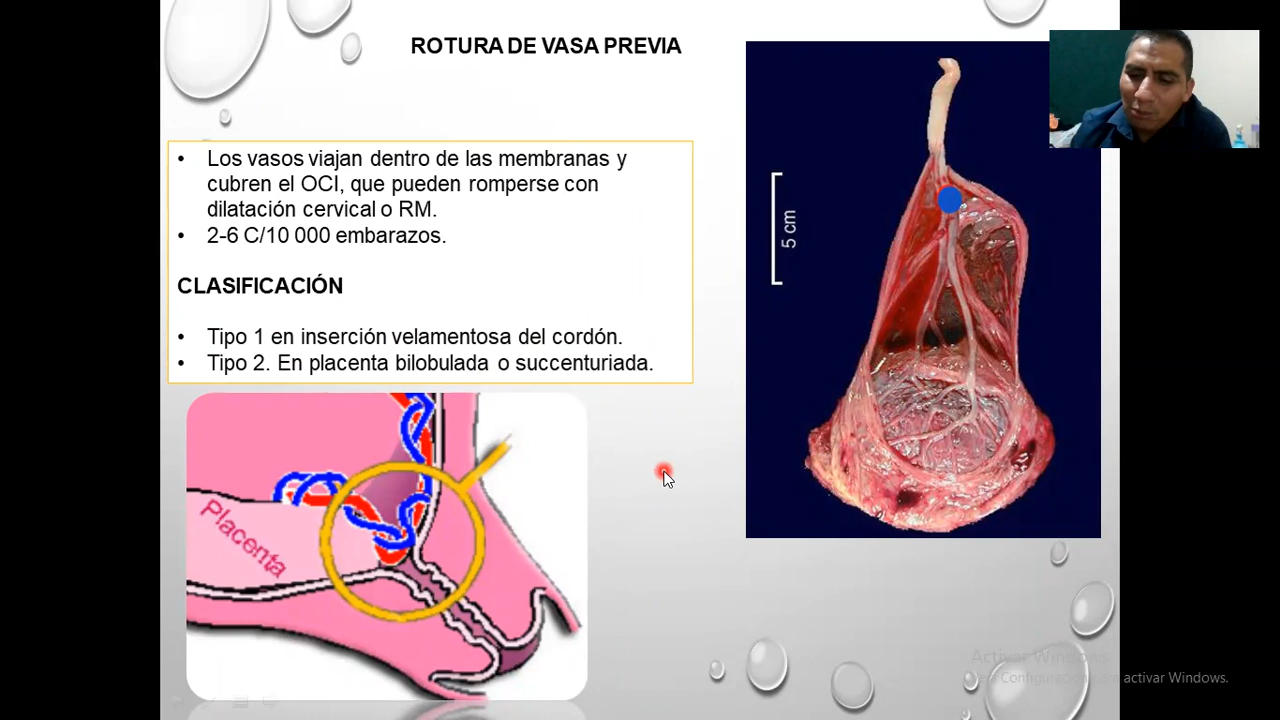 ROTURA DE VASA PREVIA
• Los vasos viajan dentro de las membranas y
cubren el OCI, que pueden romperse con
dilatación cervical o RM.
• 2-6 C/10 000 embarazos.
CLASIFICACIÓN
• Tipo 1 en inserción velamentosa del cordón.
• Tipo 2. En placenta bilobulada o succenturiada.
Placenta
5 cm
Activar Windows
Configuración para activar Windows.